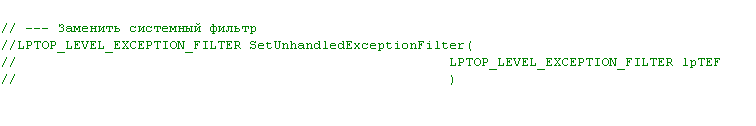 // --- Заменить системный фильтр
//LPTOP_LEVEL_EXCEPTION_FILTER SetUnhandledExceptionFilter(
// LPTOP_LEVEL_EXCEPTION_FILTER lpTEF
// )